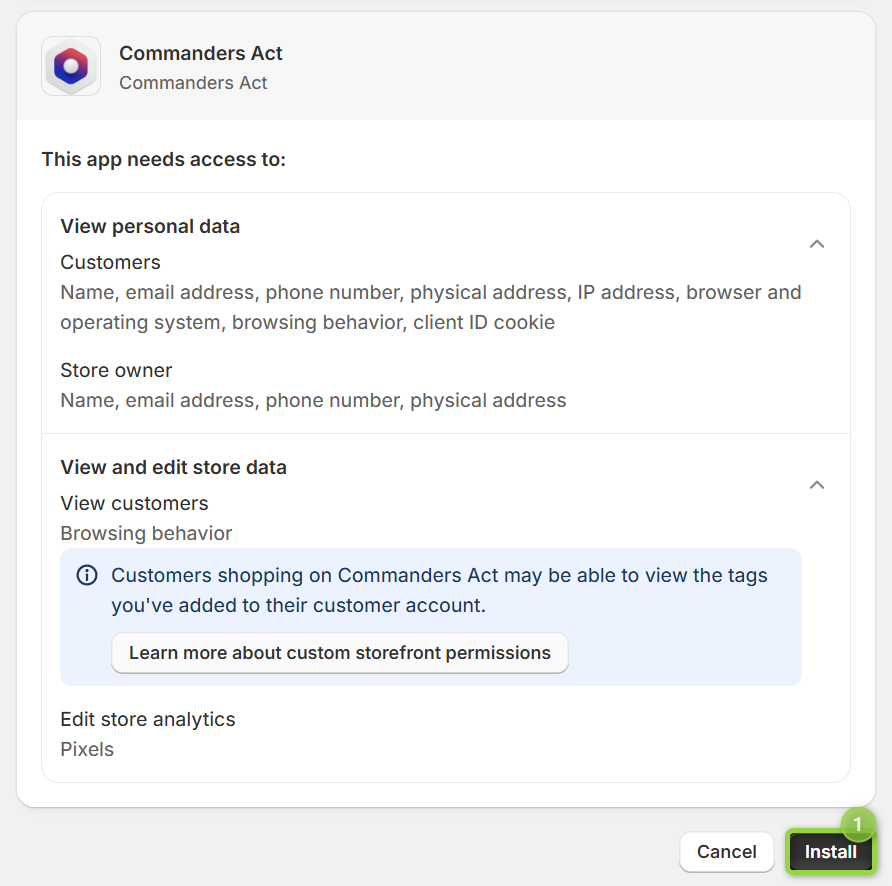 Commanders Act
Commanders Act
This app needs access to:
View personal data
Customers
Name, email address, phone number, physical address, IP address, browser and
operating system, browsing behavior, client ID cookie
Store owner
Name, email address, phone number, physical address
View and edit store data
View customers
Browsing behavior
Customers shopping on Commanders Act may be able to view the tags
you've added to their customer account.
Learn more about custom storefront permissions
Edit store analytics
Pixels
1
Cancel
Install